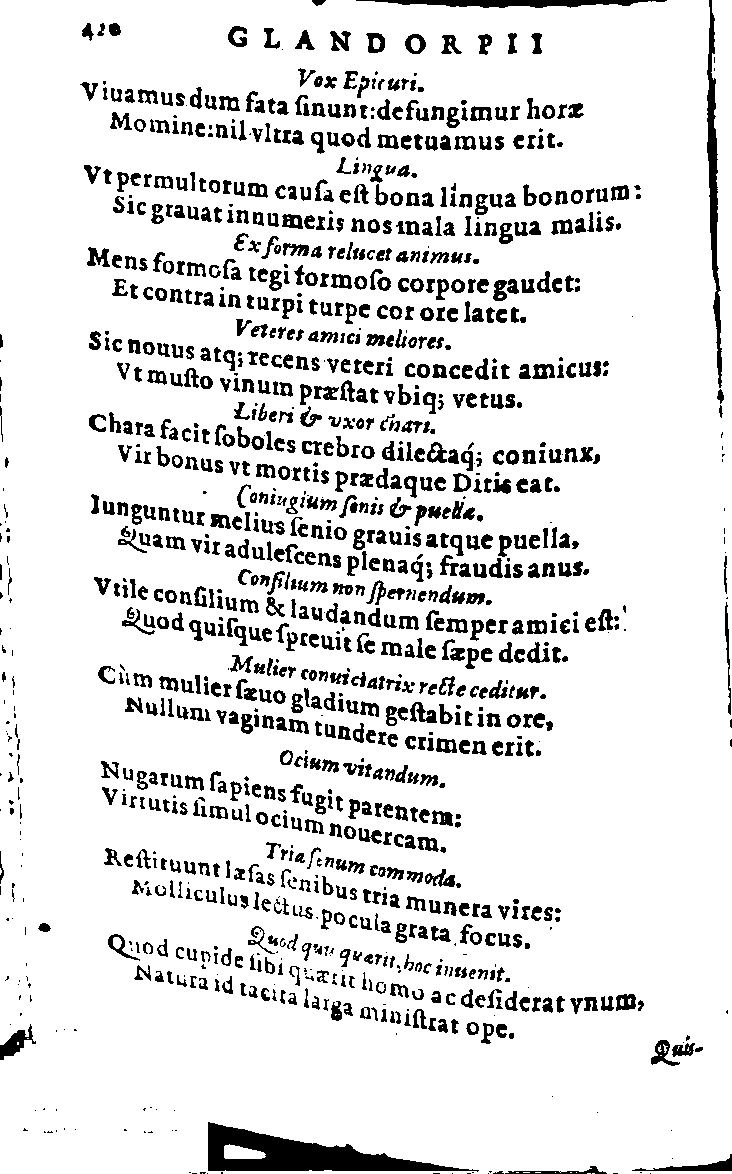 420 GLANDORPII
Vox Epicuri.
Viuamus dum fata ſinunt: defungimur horæ
Momine: nil vltra quod metuamus erit.
Lingua.
Vt permultorum cauſa eſt bona lingua bonorum:
Sic grauat innumeris nos mala lingua malis.
Ex forma relucet animus.
Mens formoſa tegi formoſo corpore gaudet:
Et contra in turpi turpe cor ore latet.
Veteres amici meliores.
Sic nouus atq; recens veteri concedit amicus:
Vt muſto vinum præſtat vbiq; vetus.
Liberi & vxor chari.
Chara facit ſoboles crebro dilectaq́; coniunx,
Vir bonus vt mortis prædaque Ditis eat.
Coniugium ſenis & puellæ.
Iunguntur melius ſenio grauis atque puella,
Quam vir aduleſcens plenaq́; fraudis anus.
Conſilium non ſpernendum.
Vtile conſilium & laudandum ſemper amici eſt:
Quod quiſque ſpreuit ſe male ſæpe dedit.
Mulier conuiciatrix recte ceditur.
Cùm mulier ſæuo gladium geſtabit in ore,
Nullum vaginam tundere crimen erit.
Ocium vitandum.
Nugarum ſapiens fugit parentem:
Virtutis ſimul ocium nouercam.
Tria ſenum commoda.
Reſtituunt læſas ſenibus tria munera vires:
Molliculus lectus, pocula grata, focus.
Quod quis quærit, hoc inuenit.
Quod cupide ſibi quærit homo ac deſiderat vnum,
Natura id tacita larga miniſtrat ope.
Quis-